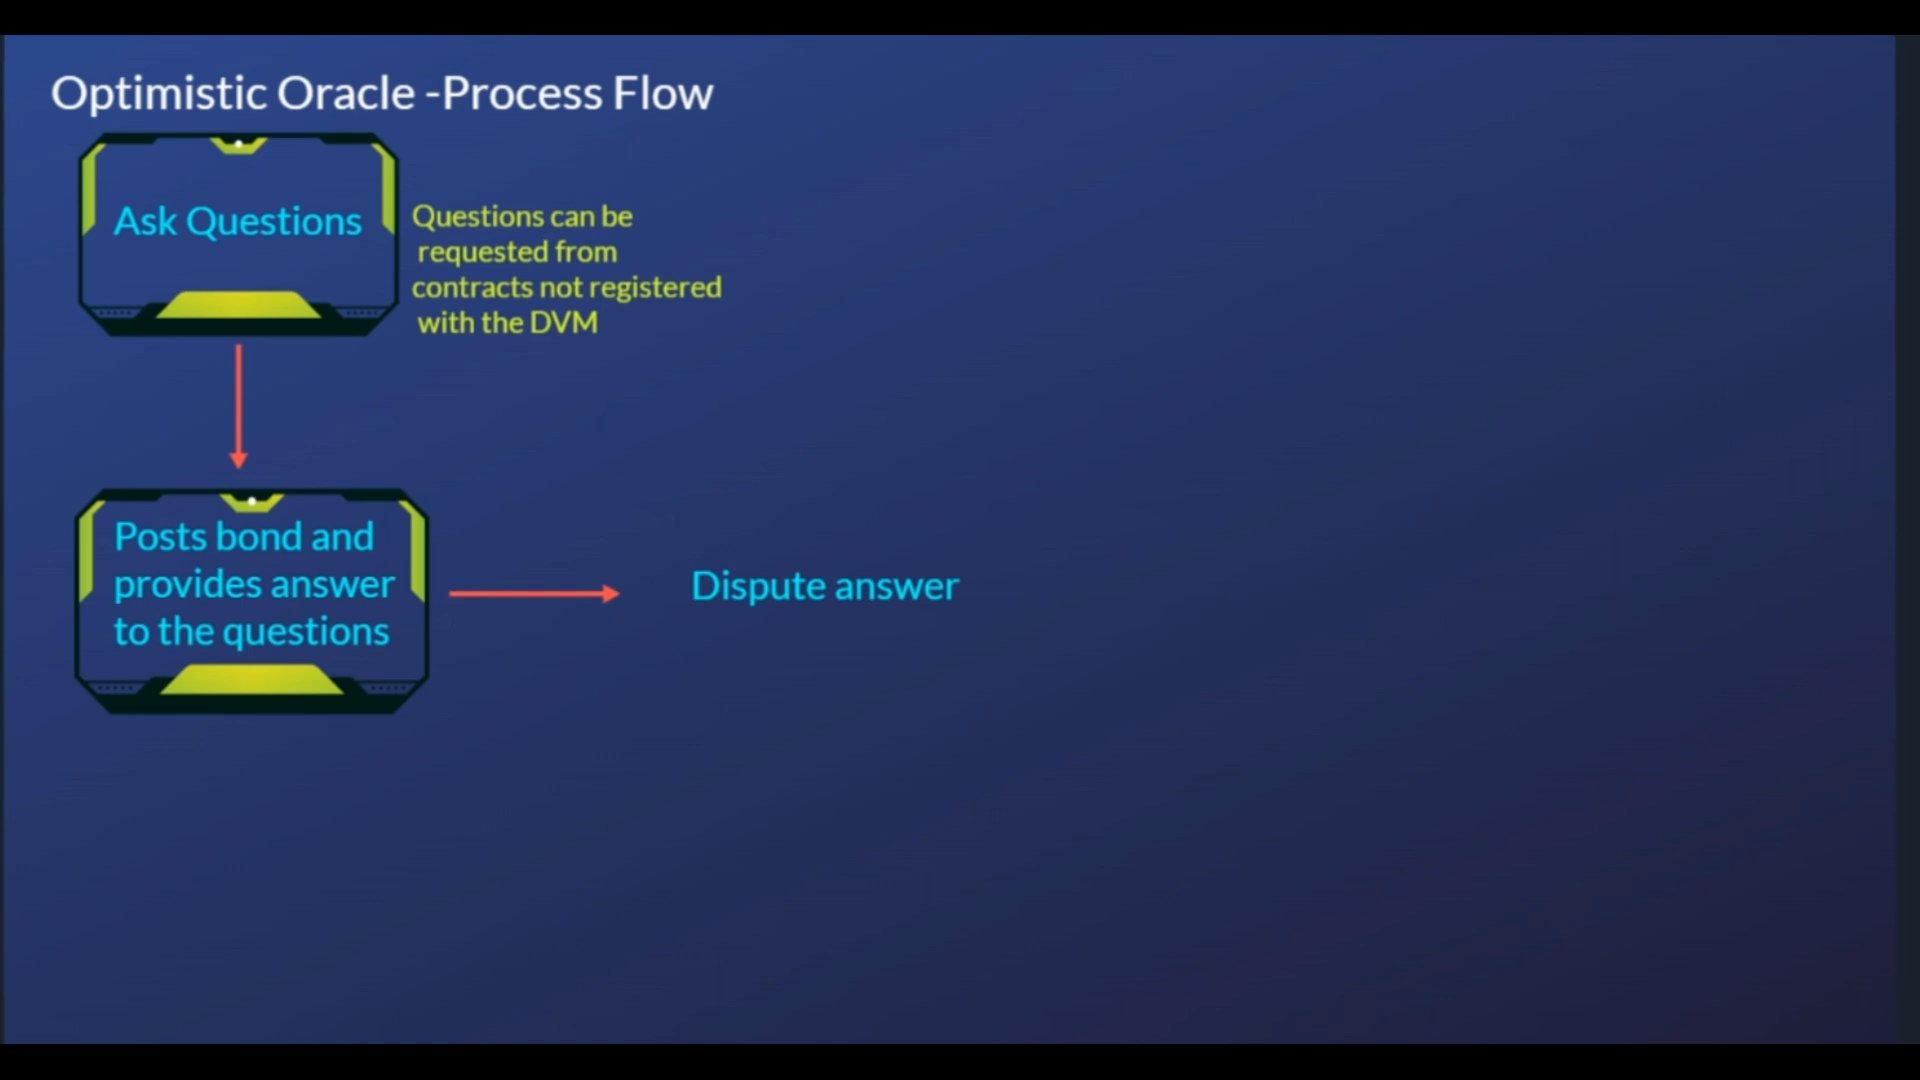 Optimistic Oracle -Process Flow
Ask Questions
Questions can be
requested from
contracts not registered
with the DVM
Posts bond and
provides answer
to the questions
Dispute answer